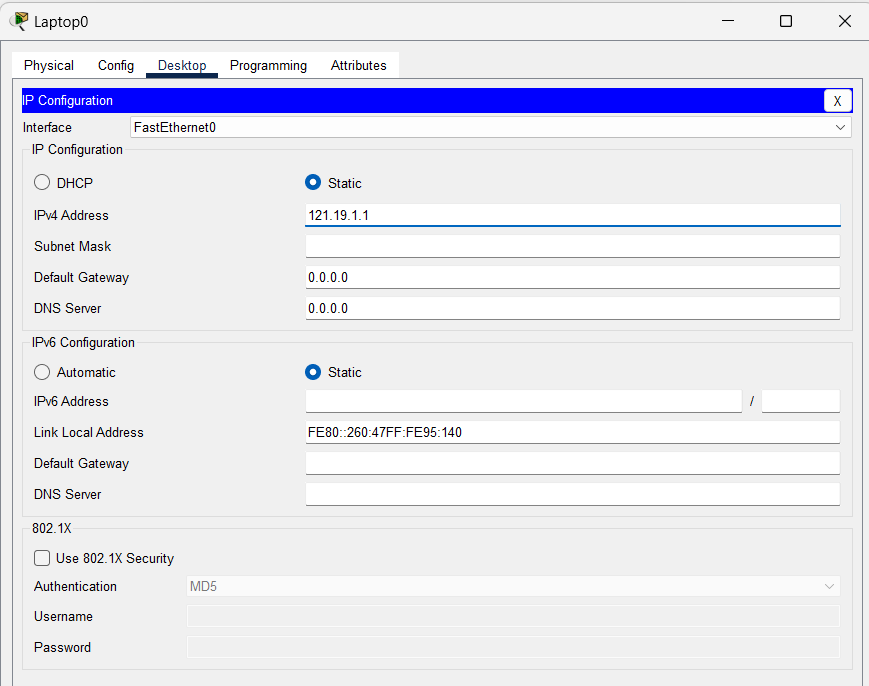 Laptop0
Physical Config Desktop Programming Attributes
IP Configuration X
Interface FastEthernet0
IP Configuration
DHCP Static
IPv4 Address 121.19.1.1
Subnet Mask
Default Gateway 0.0.0.0
DNS Server 0.0.0.0
IPv6 Configuration
Automatic Static
IPv6 Address /
Link Local Address FE80::260:47FF:FE95:140
Default Gateway
DNS Server
802.1X
Use 802.1X Security
Authentication MD5
Username
Password